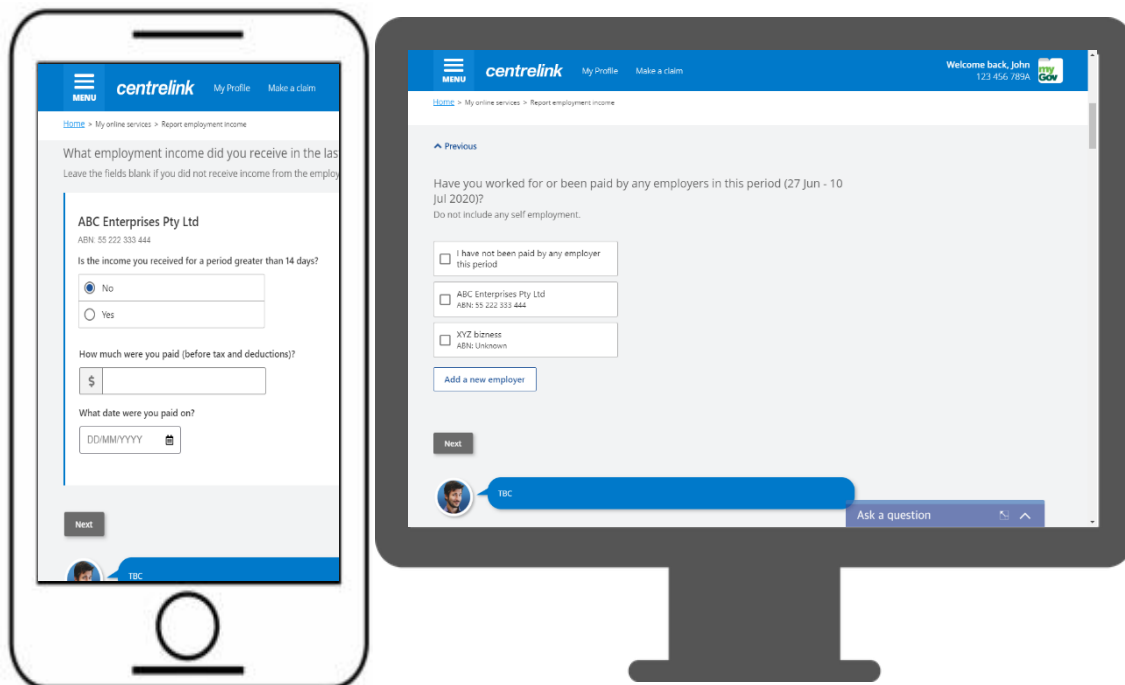 MENU
centrelink
My Profile
Make a claim
Home > My online services > Report employment income
What employment income did you receive in the las
Leave the fields blank if you did not receive income from the employ
ABC Enterprises Pty Ltd
ABN: 55 222 333 444
Is the income you received for a period greater than 14 days?
No
Yes
How much were you paid (before tax and deductions)?
$
What date were you paid on?
DD/MM/YYYY
Next
TBC
MENU
centrelink
My Profile
Make a claim
Welcome back, John
123 456 789A
my
Gov
Home > My online services > Report employment income
Previous
Have you worked for or been paid by any employers in this period (27 Jun - 10
Jul 2020)?
Do not include any self employment.
I have not been paid by any employer
this period
ABC Enterprises Pty Ltd
ABN: 55 222 333 444
XYZ bizness
ABN: Unknown
Add a new employer
Next
TBC
Ask a question